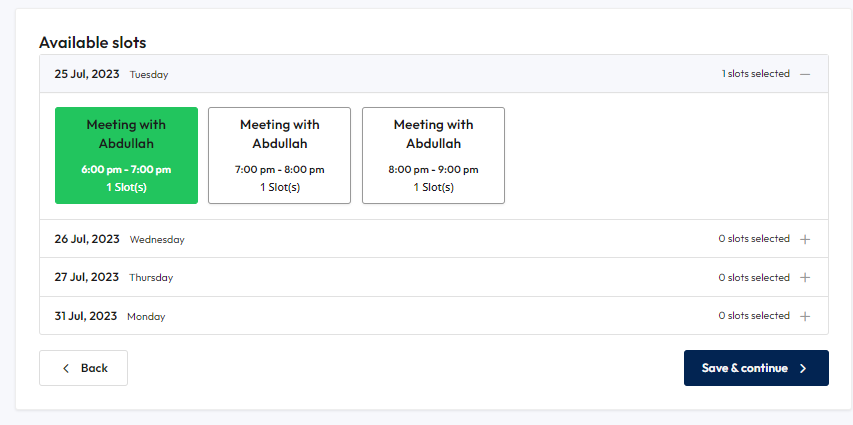 Available slots
25 Jul, 2023 Tuesday 1 slots selected
Meeting with Abdullah
6:00 pm - 7:00 pm
1 Slot(s)
Meeting with Abdullah
7:00 pm - 8:00 pm
1 Slot(s)
Meeting with Abdullah
8:00 pm - 9:00 pm
1 Slot(s)
26 Jul, 2023 Wednesday 0 slots selected
27 Jul, 2023 Thursday 0 slots selected
31 Jul, 2023 Monday 0 slots selected
Back
Save & continue